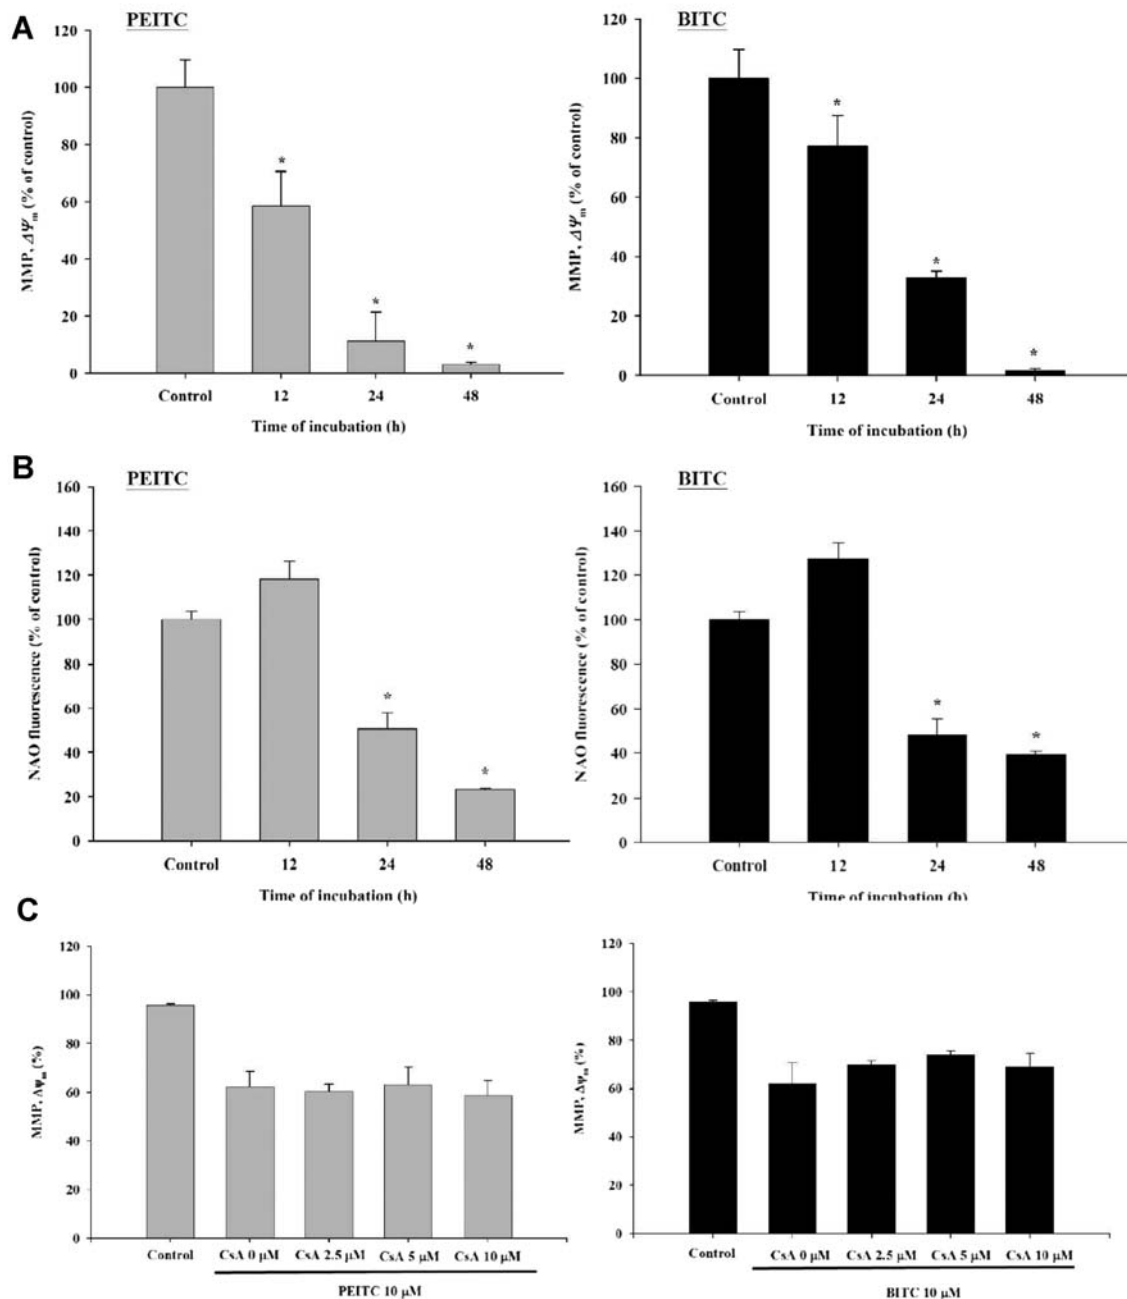 A
PEITC
MMP, ΔΨm (% of control)
120
100
80
60
40
20
0
*
*
*
Control
12
24
48
Time of incubation (h)
BITC
MMP, ΔΨm (% of control)
120
100
80
60
40
20
0
*
*
*
Control
12
24
48
Time of incubation (h)
B
PEITC
NAO fluorescence (% of control)
160
140
120
100
80
60
40
20
0
*
*
Control
12
24
48
Time of incubation (h)
BITC
NAO fluorescence (% of control)
160
140
120
100
80
60
40
20
0
*
*
Control
12
24
48
Time of incubation (h)
C
MMP, Δψm (%)
120
100
80
60
40
20
0
Control
CsA 0 μM
CsA 2.5 μM
CsA 5 μM
CsA 10 μM
PEITC 10 μM
MMP, Δψm (%)
120
100
80
60
40
20
0
Control
CsA 0 μM
CsA 2.5 μM
CsA 5 μM
CsA 10 μM
BITC 10 μM